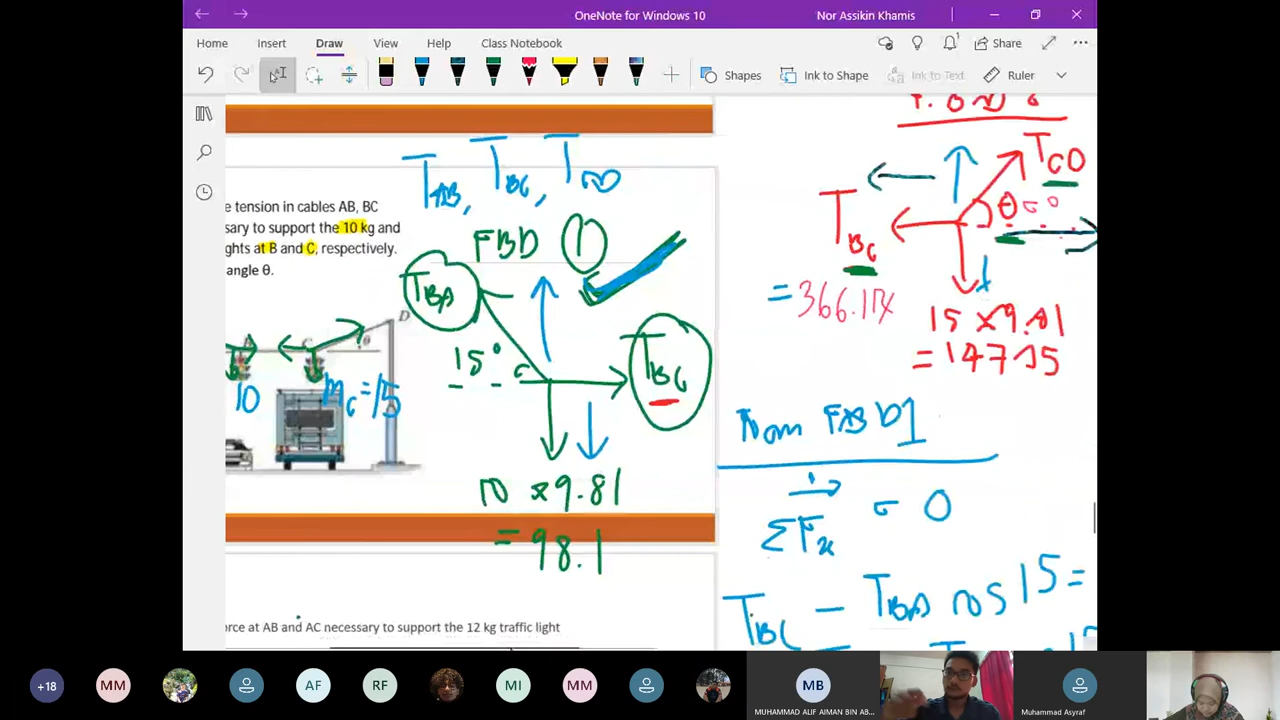 OneNote for Windows 10
Nor Assikin Khamis
Home Insert Draw View Help Class Notebook
Share
Shapes Ink to Shape Ink to Text Ruler
T_AB, T_BC, T_CD
e tension in cables AB, BC
sary to support the 10 kg and
ghts at B and C, respectively.
angle θ.
D
C
θ
10
m_C = 15
FBD 1
T_BA
15°
T_BC
10 × 9.81
= 98.1
T_CD
T_BC
θ
= 366.11
15 × 9.81
= 147.15
From FBD 1
ΣFx = 0
T_BC - T_BA cos 15 =
orce at AB and AC necessary to support the 12 kg traffic light
+18 MM AF RF MI MM MB
MUHAMMAD ALIF AIMAN BIN AB...
Muhammad Asyraf